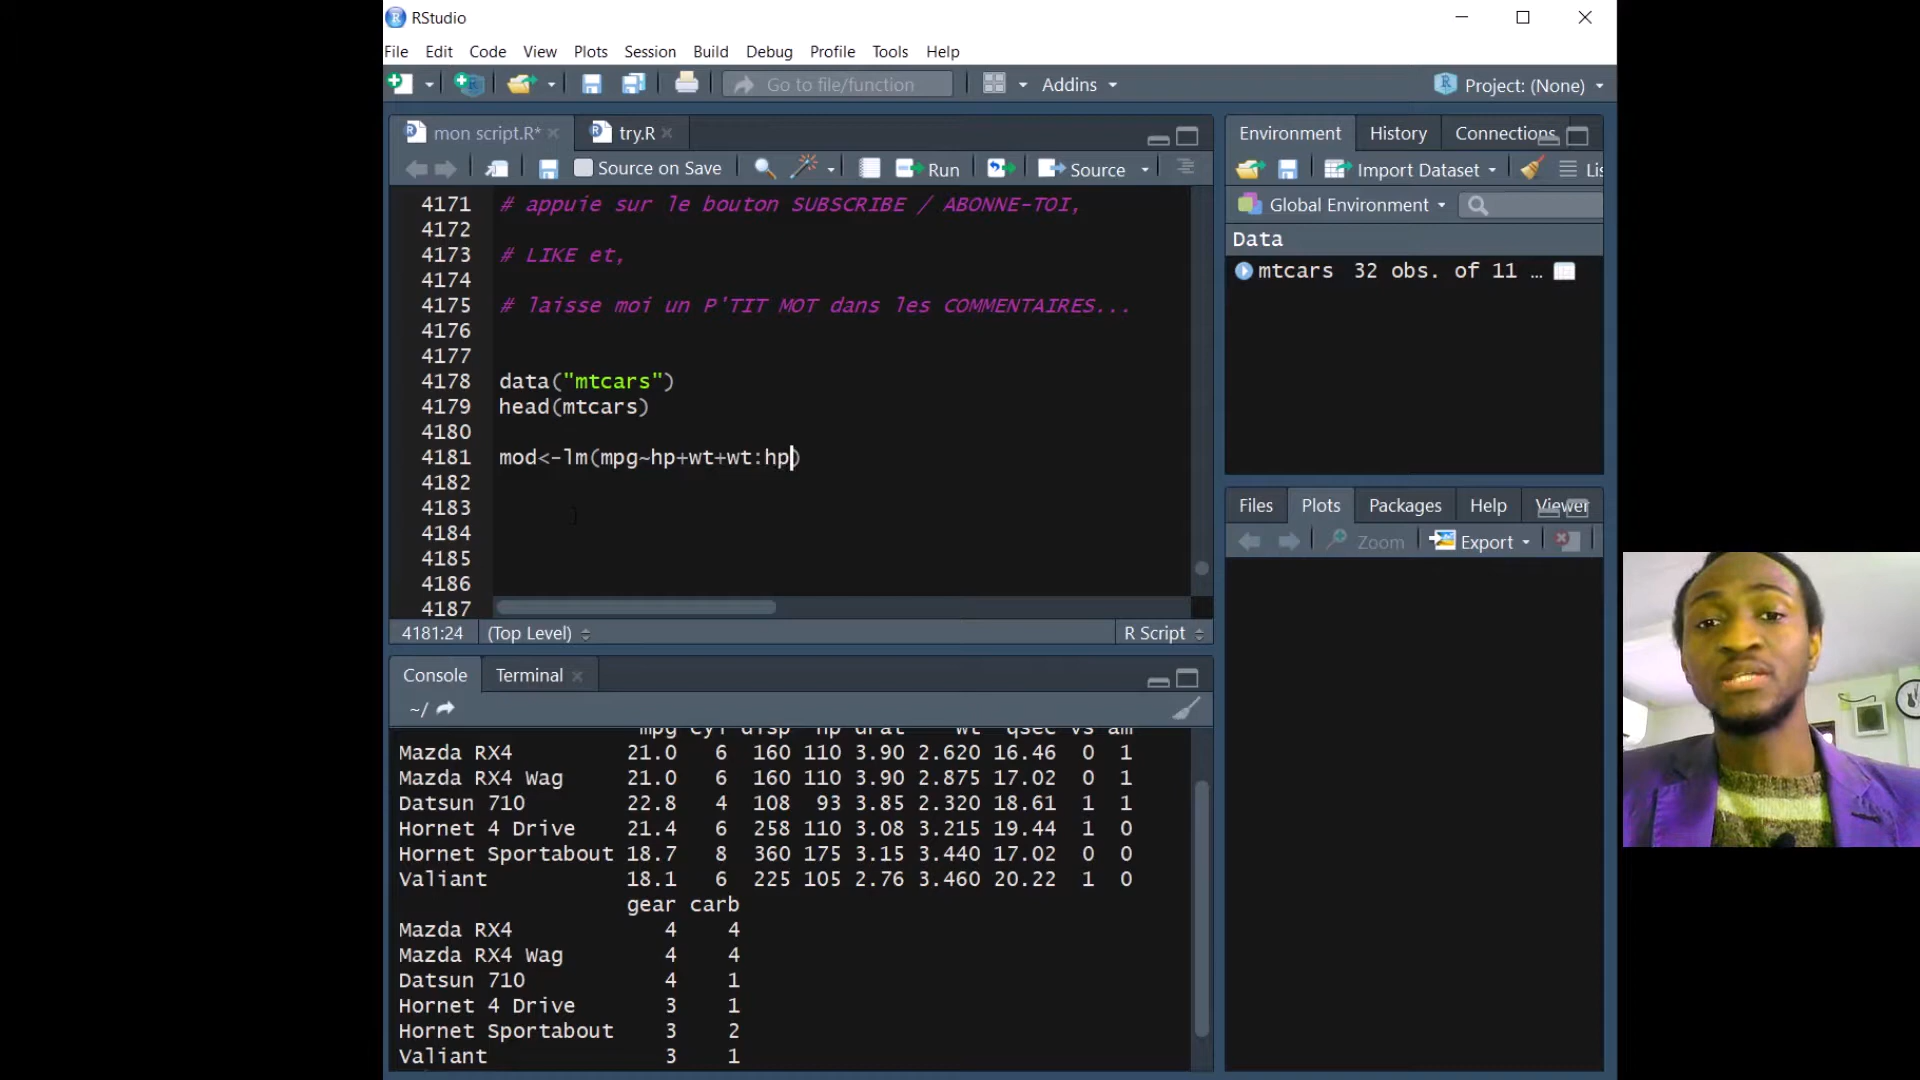 RStudio
File Edit Code View Plots Session Build Debug Profile Tools Help
Go to file/function Addins Project: (None)
mon script.R* try.R
Source on Save Run Source
4171 # appuie sur le bouton SUBSCRIBE / ABONNE-TOI,
4172
4173 # LIKE et,
4174
4175 # laisse moi un P'TIT MOT dans les COMMENTAIRES...
4176
4177
4178 data("mtcars")
4179 head(mtcars)
4180
4181 mod<-lm(mpg~hp+wt+wt:hp)
4182
4183
4184
4185
4186
4187
4181:24 (Top Level) R Script
Console Terminal
~/
mpg cyl disp hp drat wt qsec vs am
Mazda RX4 21.0 6 160 110 3.90 2.620 16.46 0 1
Mazda RX4 Wag 21.0 6 160 110 3.90 2.875 17.02 0 1
Datsun 710 22.8 4 108 93 3.85 2.320 18.61 1 1
Hornet 4 Drive 21.4 6 258 110 3.08 3.215 19.44 1 0
Hornet Sportabout 18.7 8 360 175 3.15 3.440 17.02 0 0
Valiant 18.1 6 225 105 2.76 3.460 20.22 1 0
gear carb
Mazda RX4 4 4
Mazda RX4 Wag 4 4
Datsun 710 4 1
Hornet 4 Drive 3 1
Hornet Sportabout 3 2
Valiant 3 1
Environment History Connections
Import Dataset Lis
Global Environment
Data
mtcars 32 obs. of 11 …
Files Plots Packages Help Viewer
Zoom Export